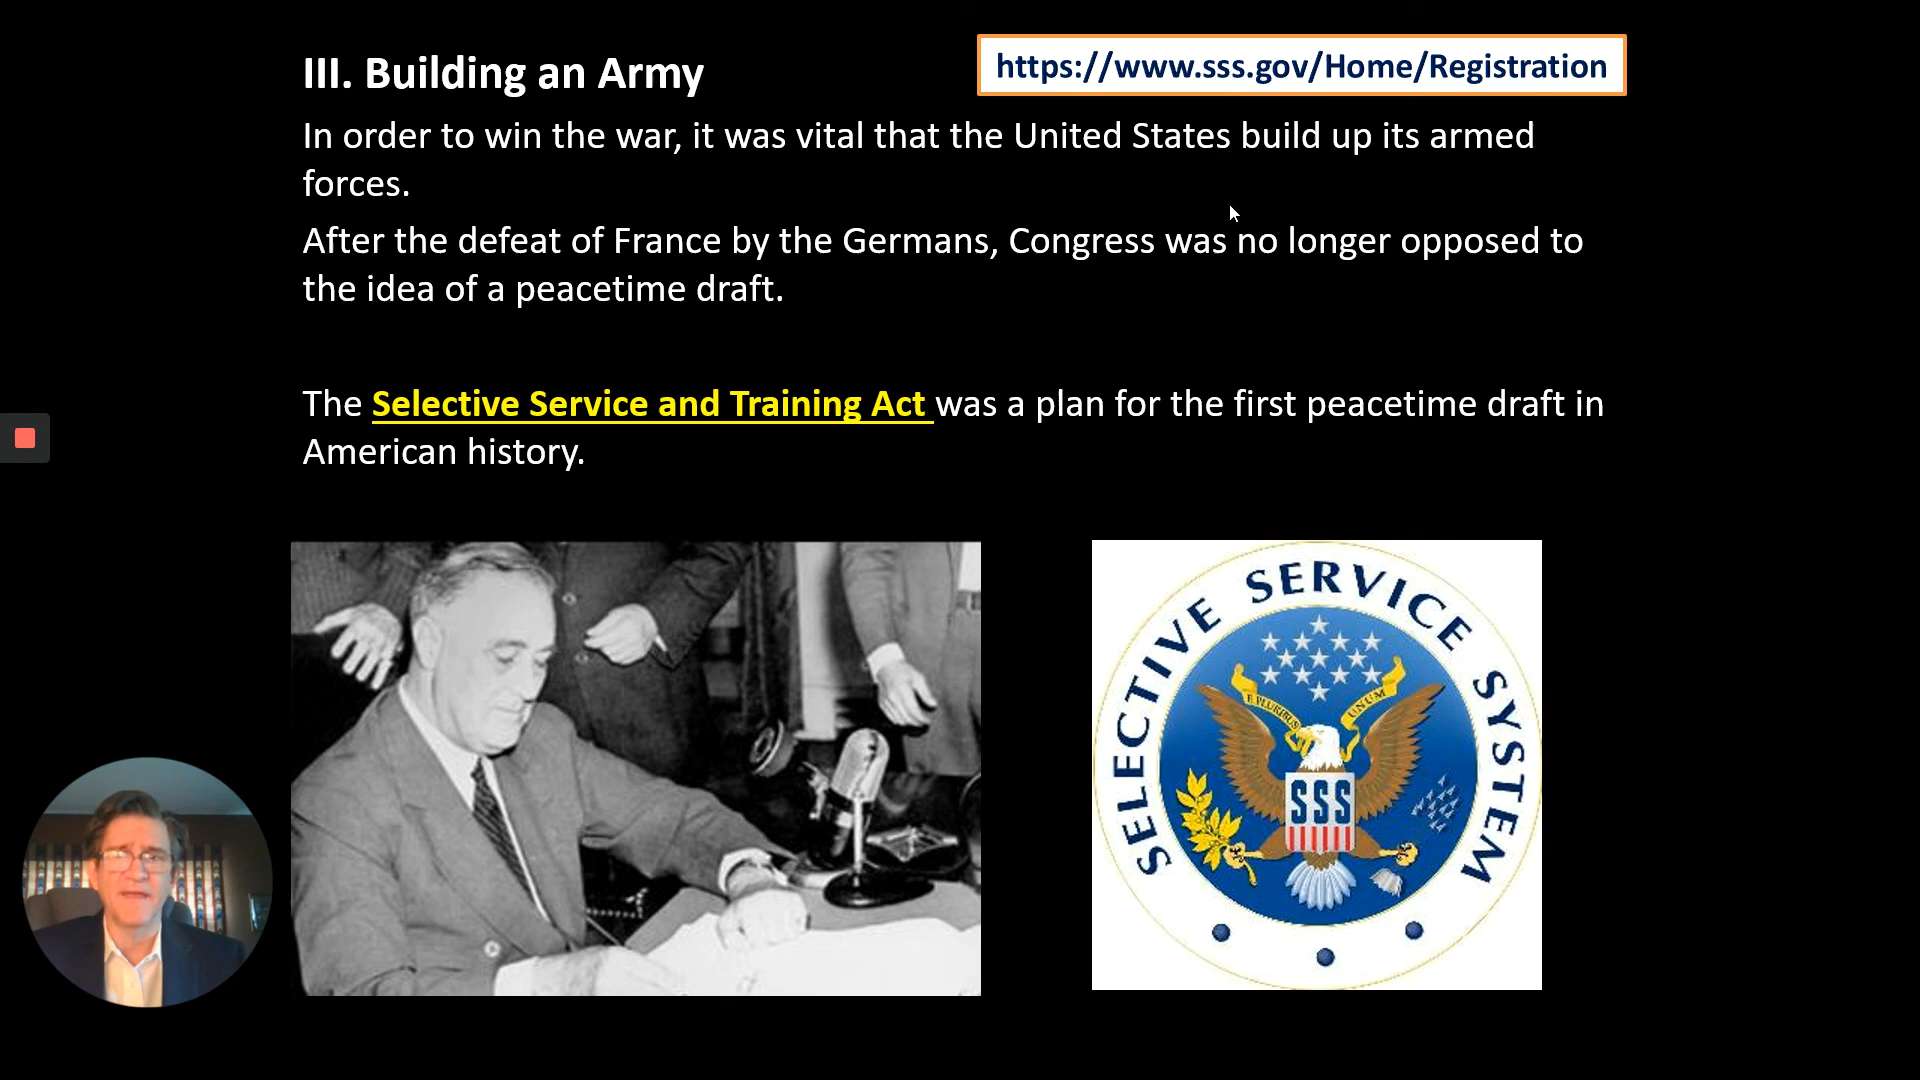 III. Building an Army
https://www.sss.gov/Home/Registration
In order to win the war, it was vital that the United States build up its armed
forces.
After the defeat of France by the Germans, Congress was no longer opposed to
the idea of a peacetime draft.
The Selective Service and Training Act was a plan for the first peacetime draft in
American history.
SELECTIVE SERVICE SYSTEM
E PLURIBUS UNUM
SSS